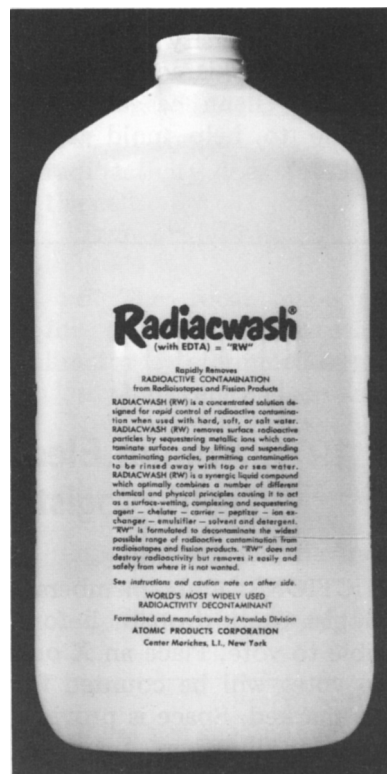 Radiacwash®
(with EDTA) = "RW"
Rapidly Removes
RADIOACTIVE CONTAMINATION
from Radioisotopes and Fission Products
RADIACWASH (RW) is a concentrated solution de-
signed for rapid control of radioactive contamina-
tion when used with hard, soft, or salt water.
RADIACWASH (RW) removes surface radioactive
particles by sequestering metallic ions which con-
taminate surfaces and by lifting and suspending
contaminating particles, permitting contamination
to be rinsed away with tap or sea water.
RADIACWASH (RW) is a synergic liquid compound
which optimally combines a number of different
chemical and physical principles causing it to act
as a surface-wetting, complexing and sequestering
agent — chelater — carrier — peptizer — ion ex-
changer — emulsifier — solvent and detergent.
"RW" is formulated to decontaminate the widest
possible range of radioactive contamination from
radioisotopes and fission products. "RW" does not
destroy radioactivity but removes it easily and
safely from where it is not wanted.
See instructions and caution note on other side.
WORLD'S MOST WIDELY USED
RADIOACTIVITY DECONTAMINANT
Formulated and manufactured by Atomlab Division
ATOMIC PRODUCTS CORPORATION
Center Moriches, L.I., New York